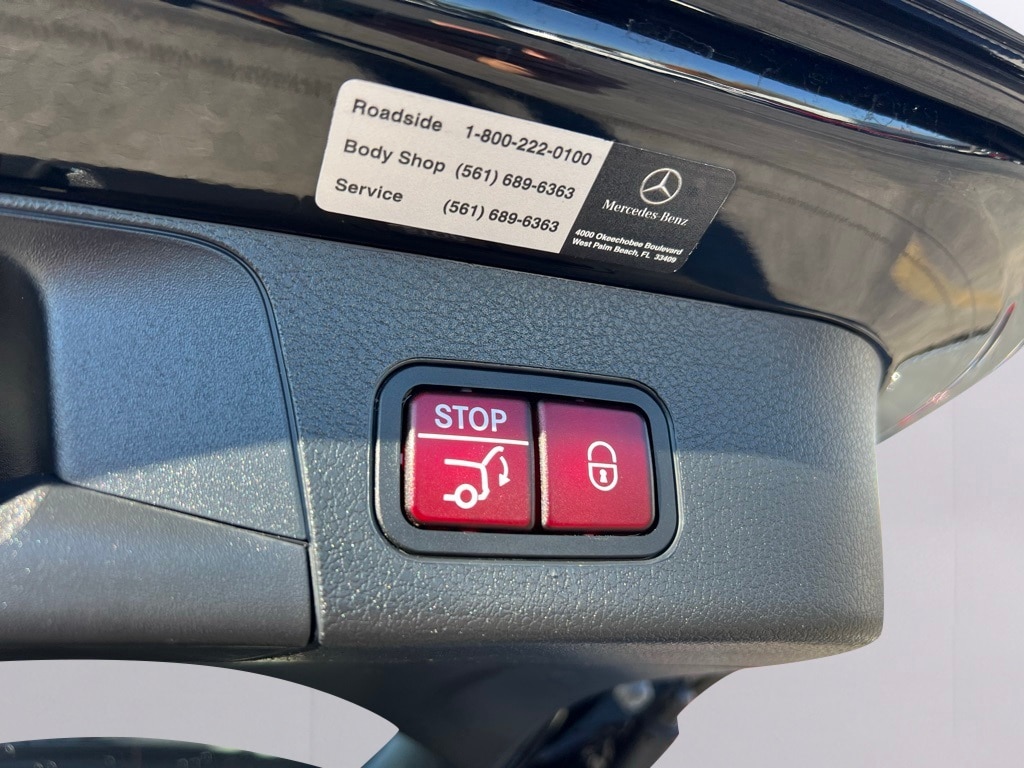 Roadside 1-800-222-0100
Body Shop (561) 689-6363
Service (561) 689-6363
Mercedes-Benz
4000 Okeechobee Boulevard
West Palm Beach, FL 33409
STOP